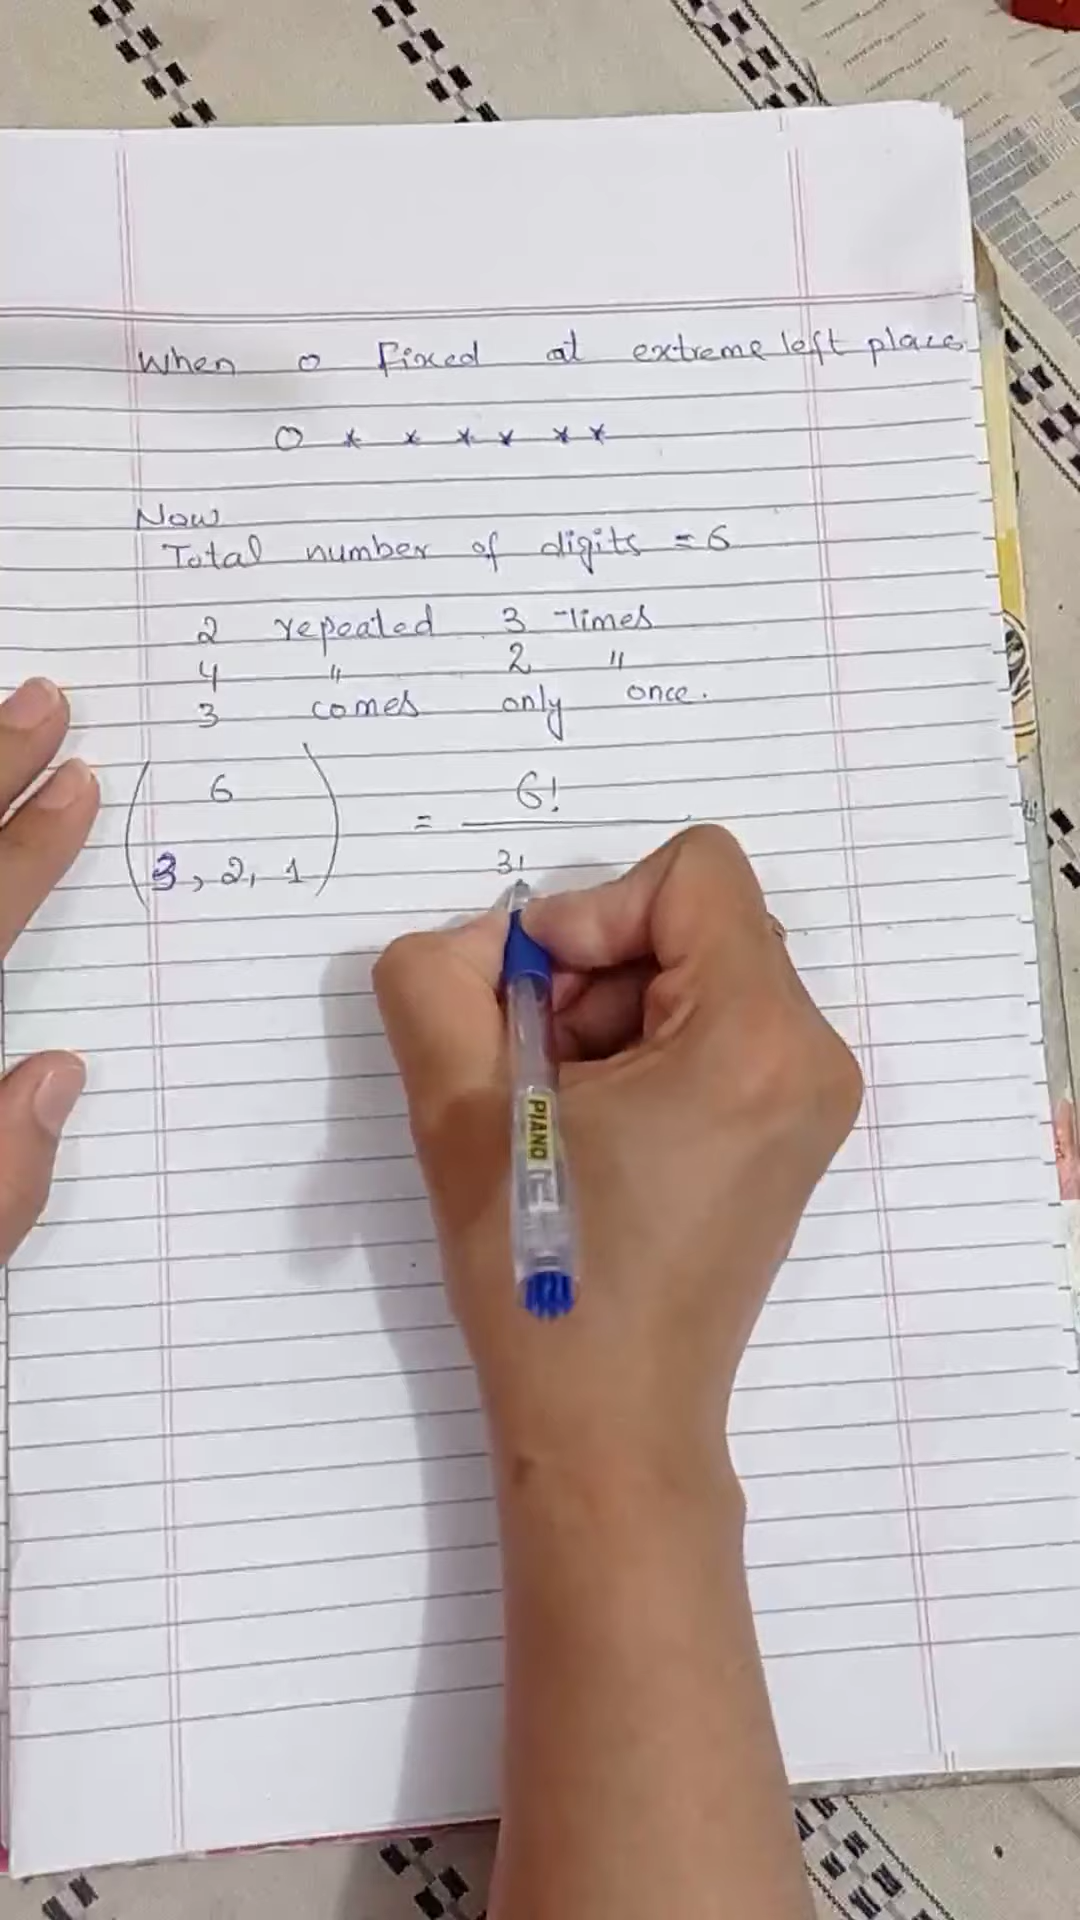 When 0 Fixed at extreme left place.
0 * * * * * *
Now
Total number of digits = 6
2 repeated 3 times
4 " 2 "
3 comes only once.
( 6 ) = 6!
(3, 2, 1) 3!
PIANO